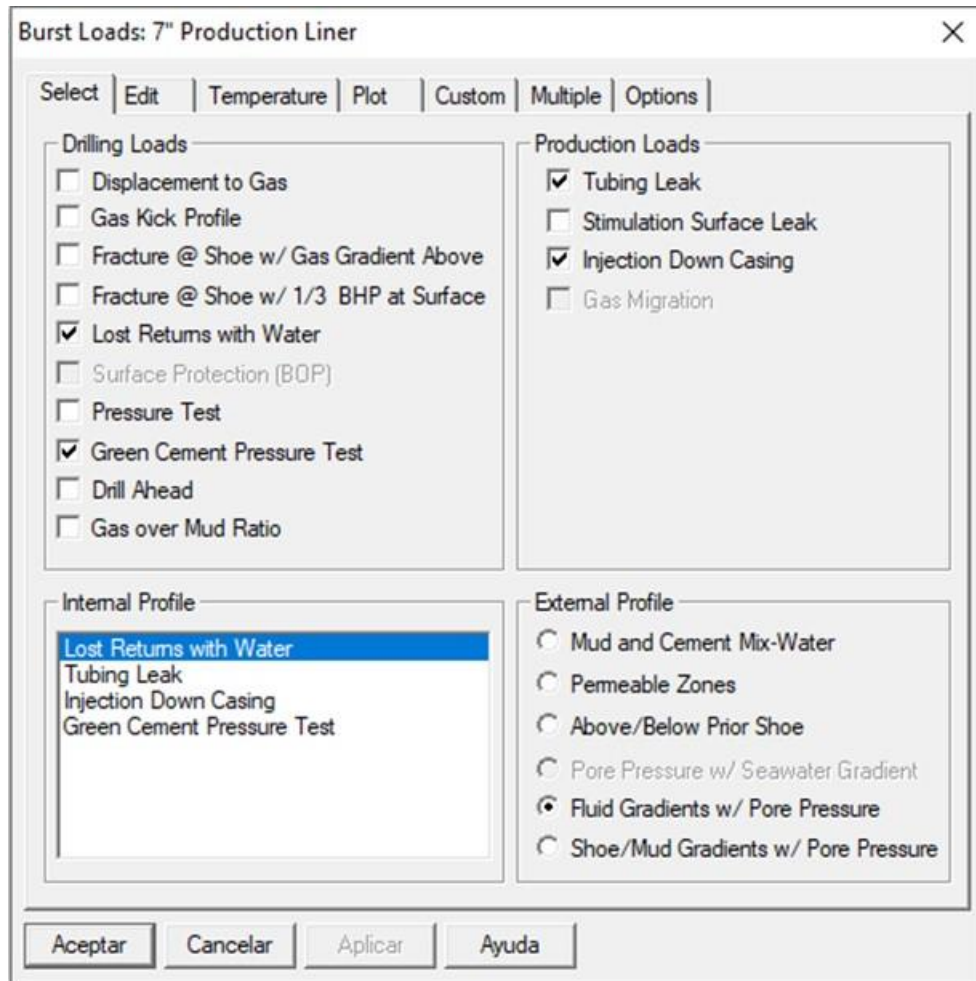 Burst Loads: 7" Production Liner
Select
Edit
Temperature
Plot
Custom
Multiple
Options
Drilling Loads
Displacement to Gas
Gas Kick Profile
Fracture @ Shoe w/ Gas Gradient Above
Fracture @ Shoe w/ 1/3 BHP at Surface
Lost Returns with Water
Surface Protection (BOP)
Pressure Test
Green Cement Pressure Test
Drill Ahead
Gas over Mud Ratio
Production Loads
Tubing Leak
Stimulation Surface Leak
Injection Down Casing
Gas Migration
Internal Profile
Lost Returns with Water
Tubing Leak
Injection Down Casing
Green Cement Pressure Test
External Profile
Mud and Cement Mix-Water
Permeable Zones
Above/Below Prior Shoe
Pore Pressure w/ Seawater Gradient
Fluid Gradients w/ Pore Pressure
Shoe/Mud Gradients w/ Pore Pressure
Aceptar
Cancelar
Aplicar
Ayuda